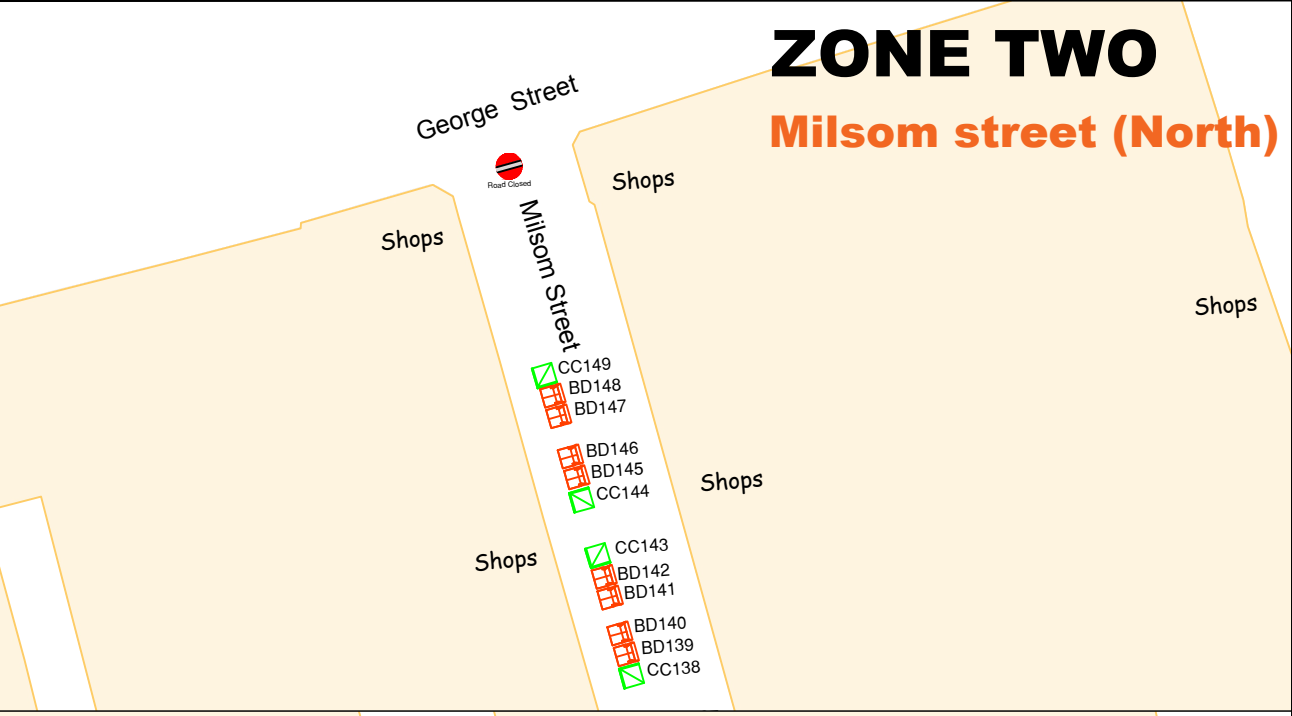 ZONE TWO
Milsom street (North)
George Street
Road Closed
Shops
Shops
Milsom Street
Shops
CC149
BD148
BD147
BD146
BD145
CC144
Shops
CC143
Shops
BD142
BD141
BD140
BD139
CC138